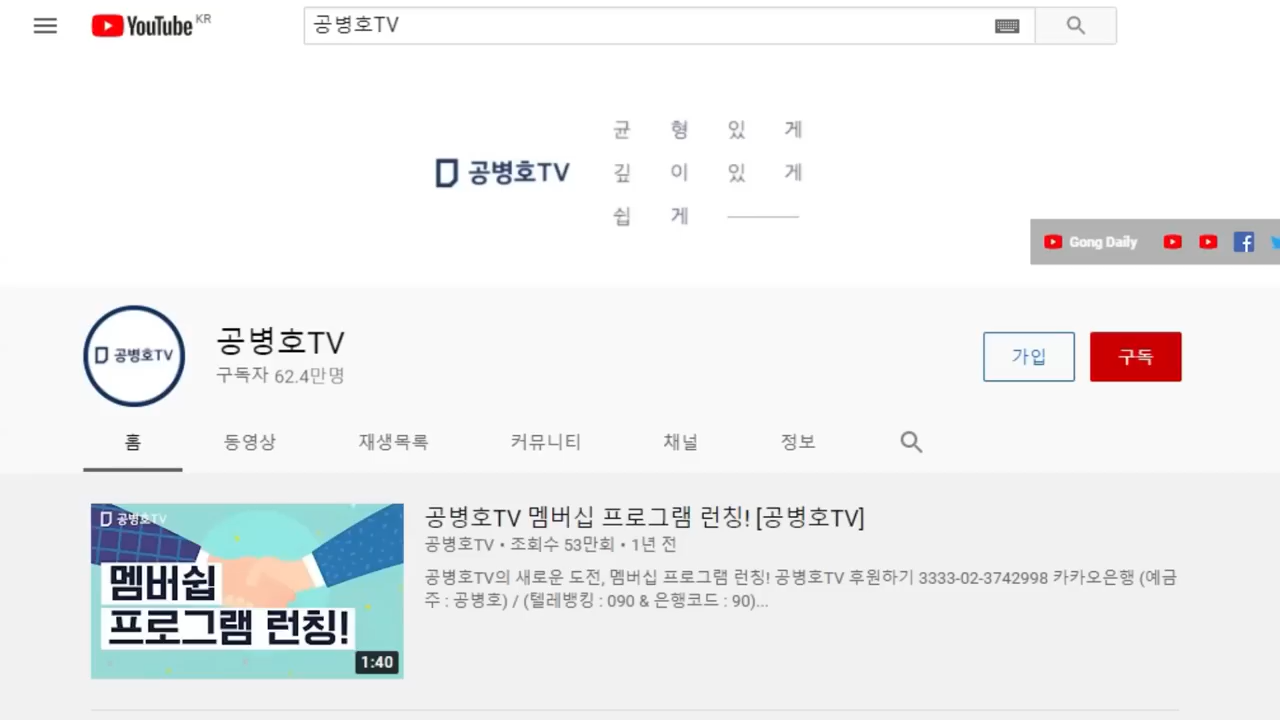 YouTube KR
공병호TV
균형있게
공병호TV
깊이있게
쉽게
Gong Daily
공병호TV
공병호TV
구독자 62.4만명
가입
구독
홈
동영상
재생목록
커뮤니티
채널
정보
공병호TV
멤버쉽
프로그램 런칭!
1:40
공병호TV 멤버십 프로그램 런칭! [공병호TV]
공병호TV • 조회수 53만회 • 1년 전
공병호TV의 새로운 도전, 멤버십 프로그램 런칭! 공병호TV 후원하기 3333-02-3742998 카카오은행 (예금
주 : 공병호) / (텔레뱅킹 : 090 & 은행코드 : 90)...